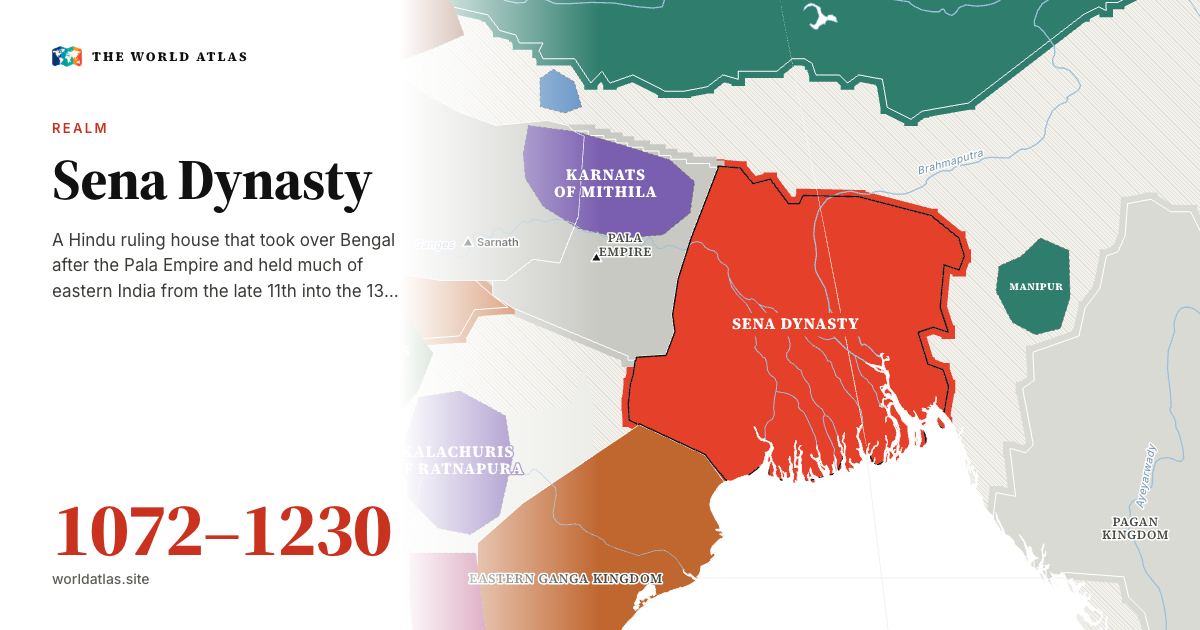 THE WORLD ATLAS
REALM
Sena Dynasty
A Hindu ruling house that took over Bengal
after the Pala Empire and held much of
eastern India from the late 11th into the 13…
1072–1230
worldatlas.site
Brahmaputra
KARNATS
OF MITHILA
Ganges
Sarnath
PALA
EMPIRE
MANIPUR
SENA DYNASTY
KALACHURIS
OF RATNAPURA
Ayeyarwady
PAGAN
KINGDOM
EASTERN GANGA KINGDOM